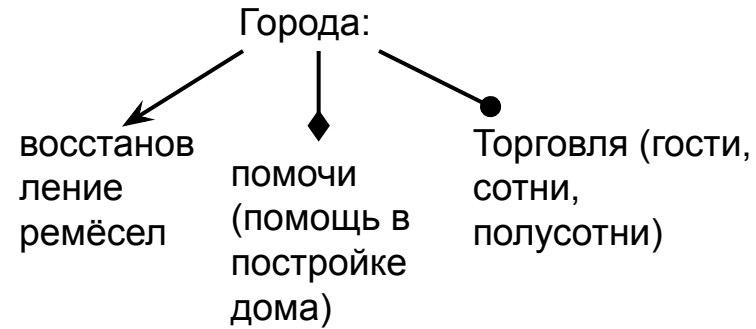 Города:
восстанов
ление
ремёсел
помочи
(помощь в
постройке
дома)
Торговля (гости,
сотни,
полусотни)